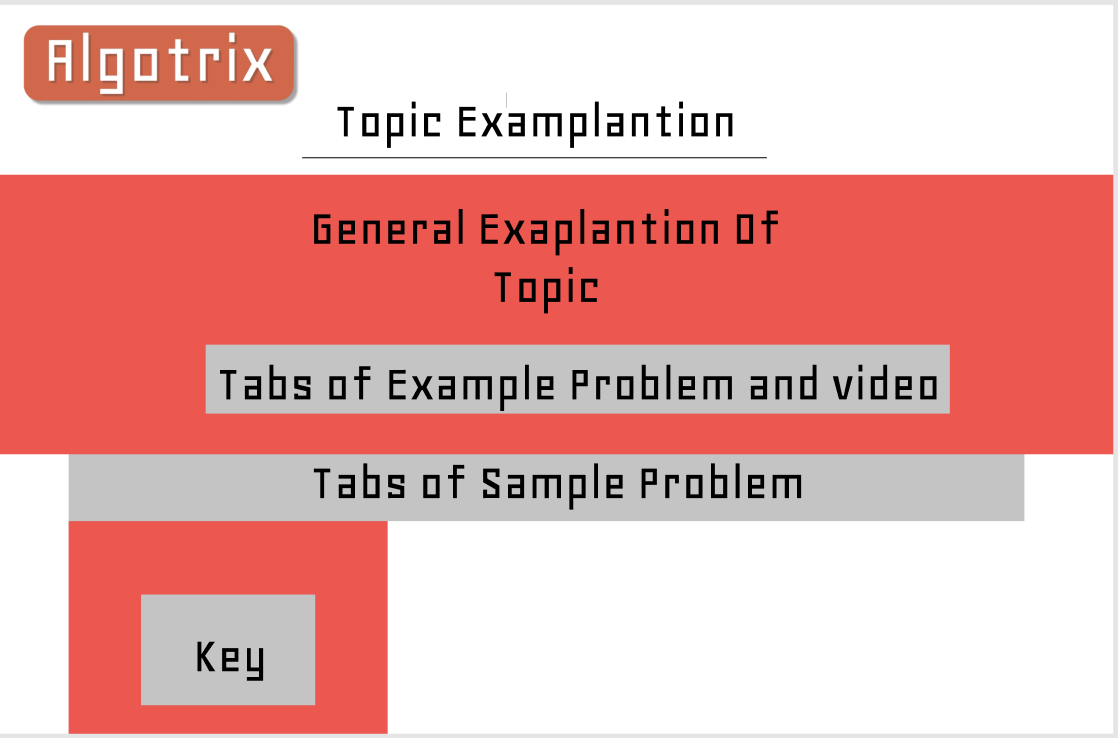 Algotrix
Topic Examplantion
General Exaplantion Of
Topic
Tabs of Example Problem and video
Tabs of Sample Problem
Key